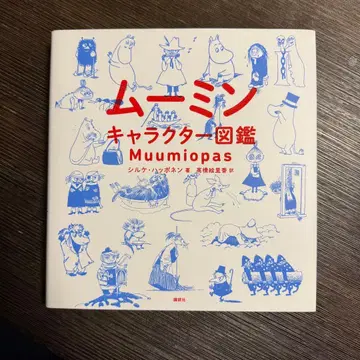 ムーミン
キャラクター図鑑
Muumiopas
シルケ・ハッポネン 著 高橋絵里香 訳
講談社